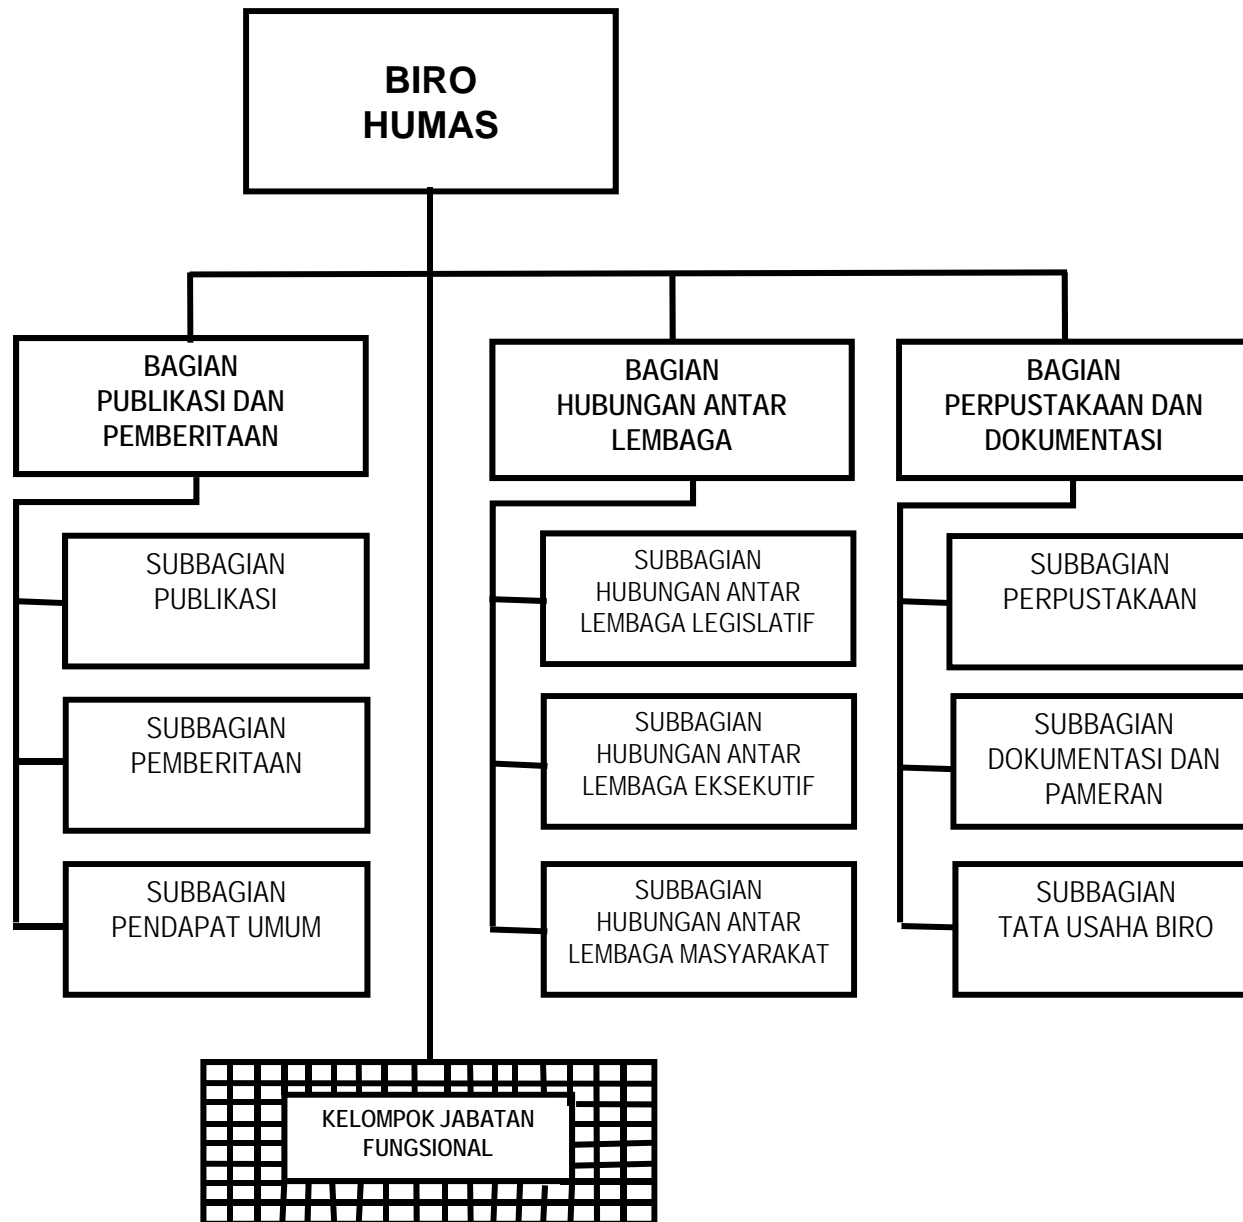 BIRO
HUMAS
BAGIAN
PUBLIKASI DAN
PEMBERITAAN
BAGIAN
HUBUNGAN ANTAR
LEMBAGA
BAGIAN
PERPUSTAKAAN DAN
DOKUMENTASI
SUBBAGIAN
PUBLIKASI
SUBBAGIAN
PEMBERITAAN
SUBBAGIAN
PENDAPAT UMUM
SUBBAGIAN
HUBUNGAN ANTAR
LEMBAGA LEGISLATIF
SUBBAGIAN
HUBUNGAN ANTAR
LEMBAGA EKSEKUTIF
SUBBAGIAN
HUBUNGAN ANTAR
LEMBAGA MASYARAKAT
SUBBAGIAN
PERPUSTAKAAN
SUBBAGIAN
DOKUMENTASI DAN
PAMERAN
SUBBAGIAN
TATA USAHA BIRO
KELOMPOK JABATAN
FUNGSIONAL